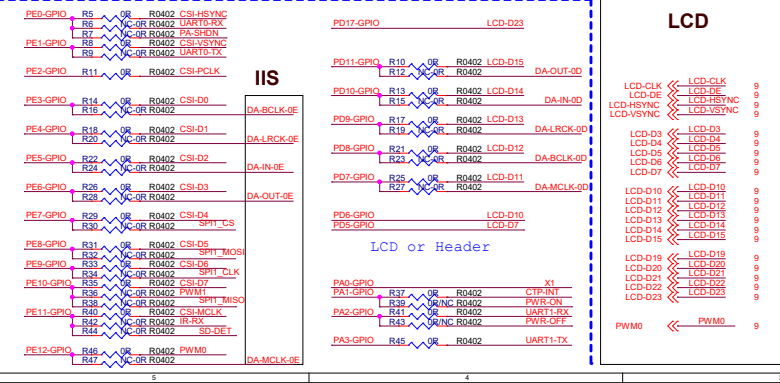 PE0-GPIO R5 0R R0402 CSI-HSYNC
R6 NC-0R R0402 UART0-RX
R7 NC-0R R0402 PA-SHDN
PE1-GPIO R8 0R R0402 CSI-VSYNC
R9 NC-0R R0402 UART0-TX
PE2-GPIO R11 0R R0402 CSI-PCLK
IIS
PE3-GPIO R14 0R R0402 CSI-D0
R16 NC-0R R0402 DA-BCLK-0E
PE4-GPIO R18 0R R0402 CSI-D1
R20 NC-0R R0402 DA-LRCK-0E
PE5-GPIO R22 0R R0402 CSI-D2
R24 NC-0R R0402 DA-IN-0E
PE6-GPIO R26 0R R0402 CSI-D3
R28 NC-0R R0402 DA-OUT-0E
PE7-GPIO R29 0R R0402 CSI-D4
R30 NC-0R R0402 SPI1_CS
PE8-GPIO R31 0R R0402 CSI-D5
R32 NC-0R R0402 SPI1_MOSI
PE9-GPIO R33 0R R0402 CSI-D6
R34 NC-0R R0402 SPI1_CLK
PE10-GPIO R35 0R R0402 CSI-D7
R36 NC-0R R0402 PWM1
R38 NC-0R R0402 SPI1_MISO
PE11-GPIO R40 0R R0402 CSI-MCLK
R42 NC-0R R0402 IR-RX
R44 NC-0R R0402 SD-DET
PE12-GPIO R46 0R R0402 PWM0
R47 NC-0R R0402 DA-MCLK-0E
PD17-GPIO LCD-D23
PD11-GPIO R10 0R R0402 LCD-D15
R12 NC-0R R0402 DA-OUT-0D
PD10-GPIO R13 0R R0402 LCD-D14
R15 NC-0R R0402 DA-IN-0D
PD9-GPIO R17 0R R0402 LCD-D13
R19 NC-0R R0402 DA-LRCK-0D
PD8-GPIO R21 0R R0402 LCD-D12
R23 NC-0R R0402 DA-BCLK-0D
PD7-GPIO R25 0R R0402 LCD-D11
R27 NC-0R R0402 DA-MCLK-0D
PD6-GPIO LCD-D10
PD5-GPIO LCD-D7
LCD or Header
PA0-GPIO X1
PA1-GPIO R37 0R R0402 CTP-INT
R39 0R/NC R0402 PWR-ON
PA2-GPIO R41 0R R0402 UART1-RX
R43 0R/NC R0402 PWR-OFF
PA3-GPIO R45 0R R0402 UART1-TX
LCD
LCD-CLK LCD-CLK 9
LCD-DE LCD-DE 9
LCD-HSYNC LCD-HSYNC 9
LCD-VSYNC LCD-VSYNC 9
LCD-D3 LCD-D3 9
LCD-D4 LCD-D4 9
LCD-D5 LCD-D5 9
LCD-D6 LCD-D6 9
LCD-D7 LCD-D7 9
LCD-D10 LCD-D10 9
LCD-D11 LCD-D11 9
LCD-D12 LCD-D12 9
LCD-D13 LCD-D13 9
LCD-D14 LCD-D14 9
LCD-D15 LCD-D15 9
LCD-D19 LCD-D19 9
LCD-D20 LCD-D20 9
LCD-D21 LCD-D21 9
LCD-D22 LCD-D22 9
LCD-D23 LCD-D23 9
PWM0 PWM0 9
5 4